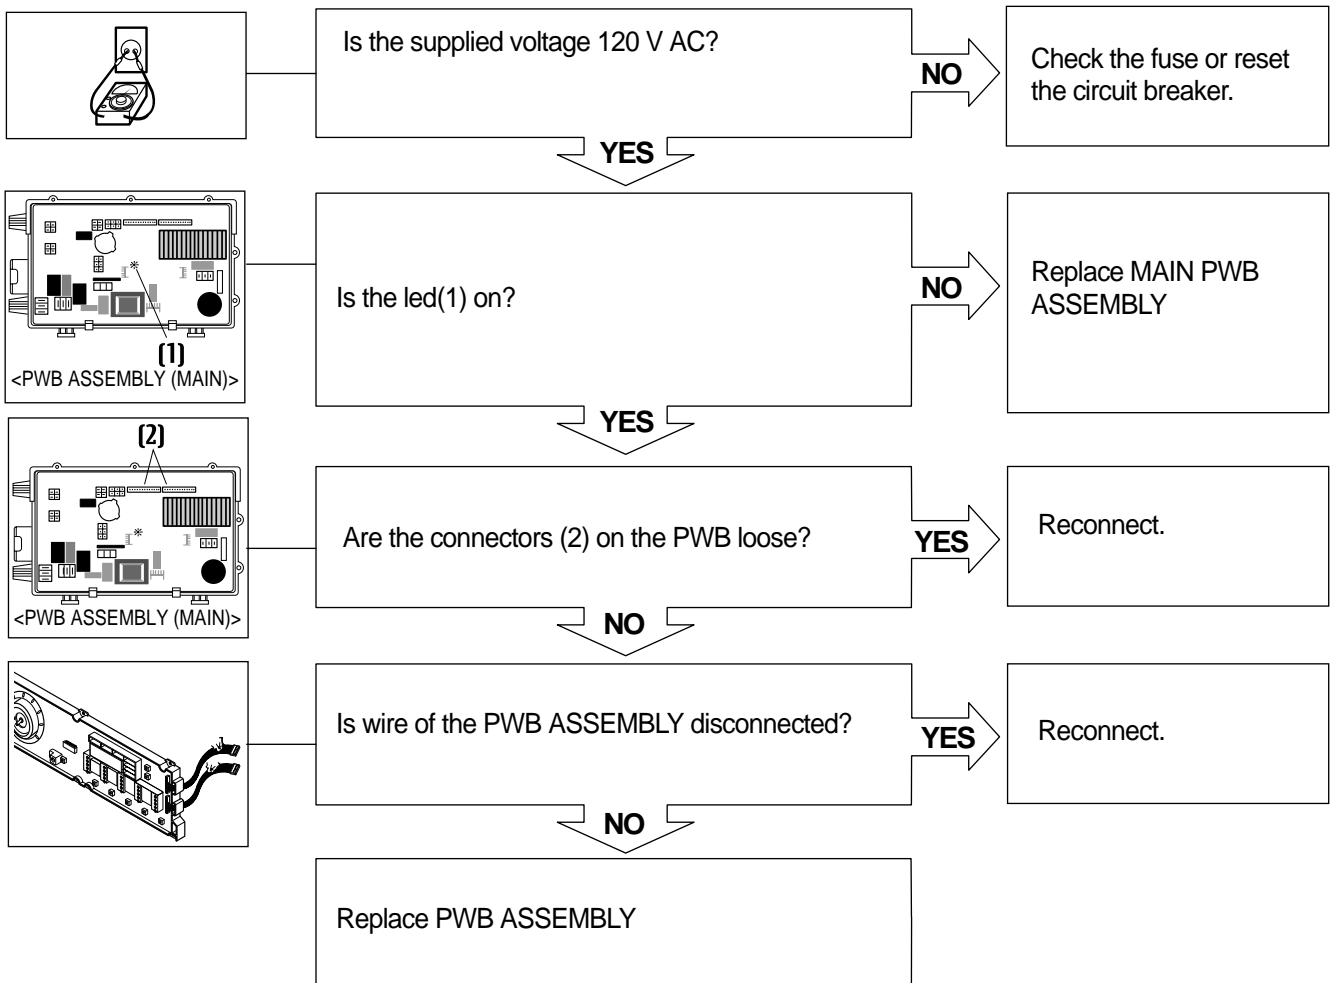 Is the supplied voltage 120 V AC?
NO
Check the fuse or reset
the circuit breaker.
YES
(1)
<PWB ASSEMBLY (MAIN)>
Is the led(1) on?
NO
Replace MAIN PWB
ASSEMBLY
YES
(2)
<PWB ASSEMBLY (MAIN)>
Are the connectors (2) on the PWB loose?
YES
Reconnect.
NO
Is wire of the PWB ASSEMBLY disconnected?
YES
Reconnect.
NO
Replace PWB ASSEMBLY